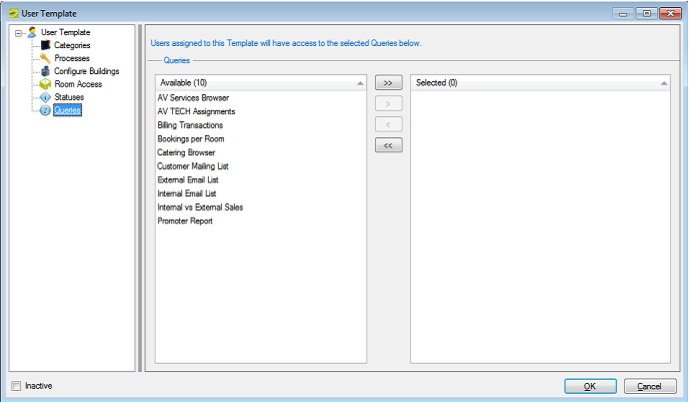 User Template
User Template
Categories
Processes
Configure Buildings
Room Access
Statuses
Queries
Users assigned to this Template will have access to the selected Queries below.
Queries
Available (10)
AV Services Browser
AV TECH Assignments
Billing Transactions
Bookings per Room
Catering Browser
Customer Mailing List
External Email List
Internal Email List
Internal vs External Sales
Promoter Report
>>
>
<
<<
Selected (0)
Inactive
OK
Cancel